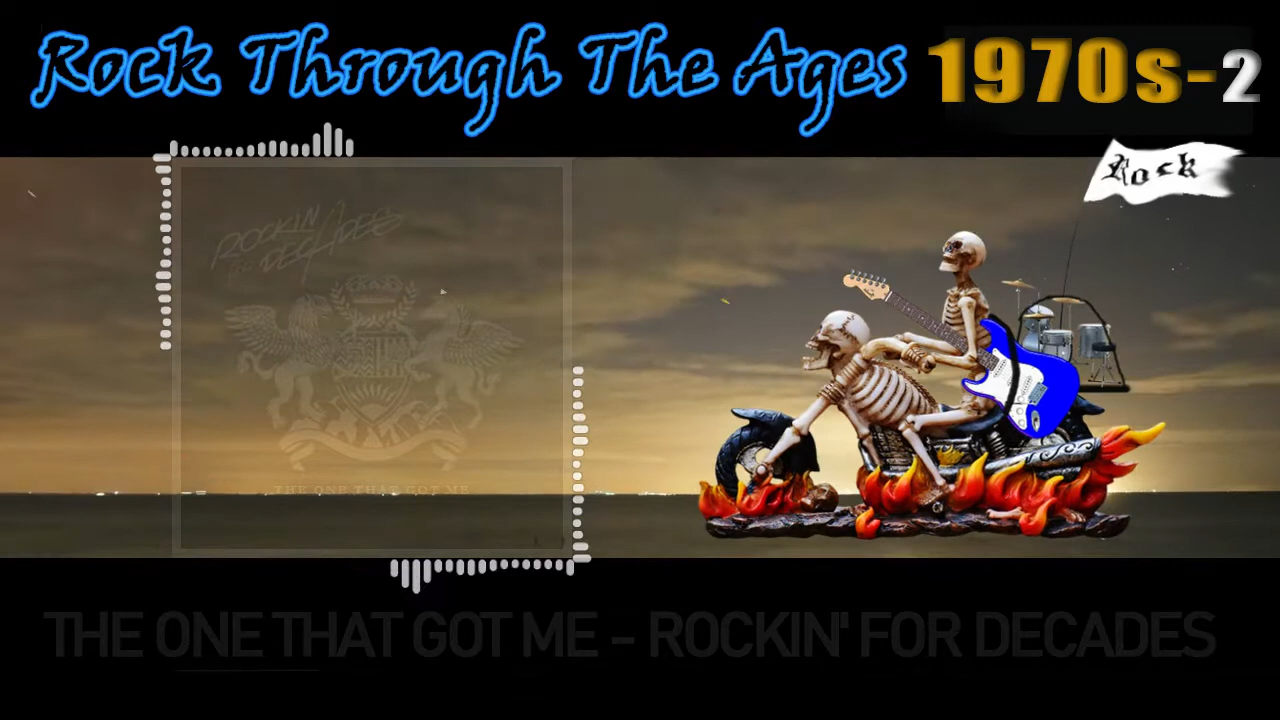 Rock Through The Ages 1970s-2
Rock
ROCKIN
DECADES
THE ONE THAT GOT ME
THE ONE THAT GOT ME - ROCKIN' FOR DECADES